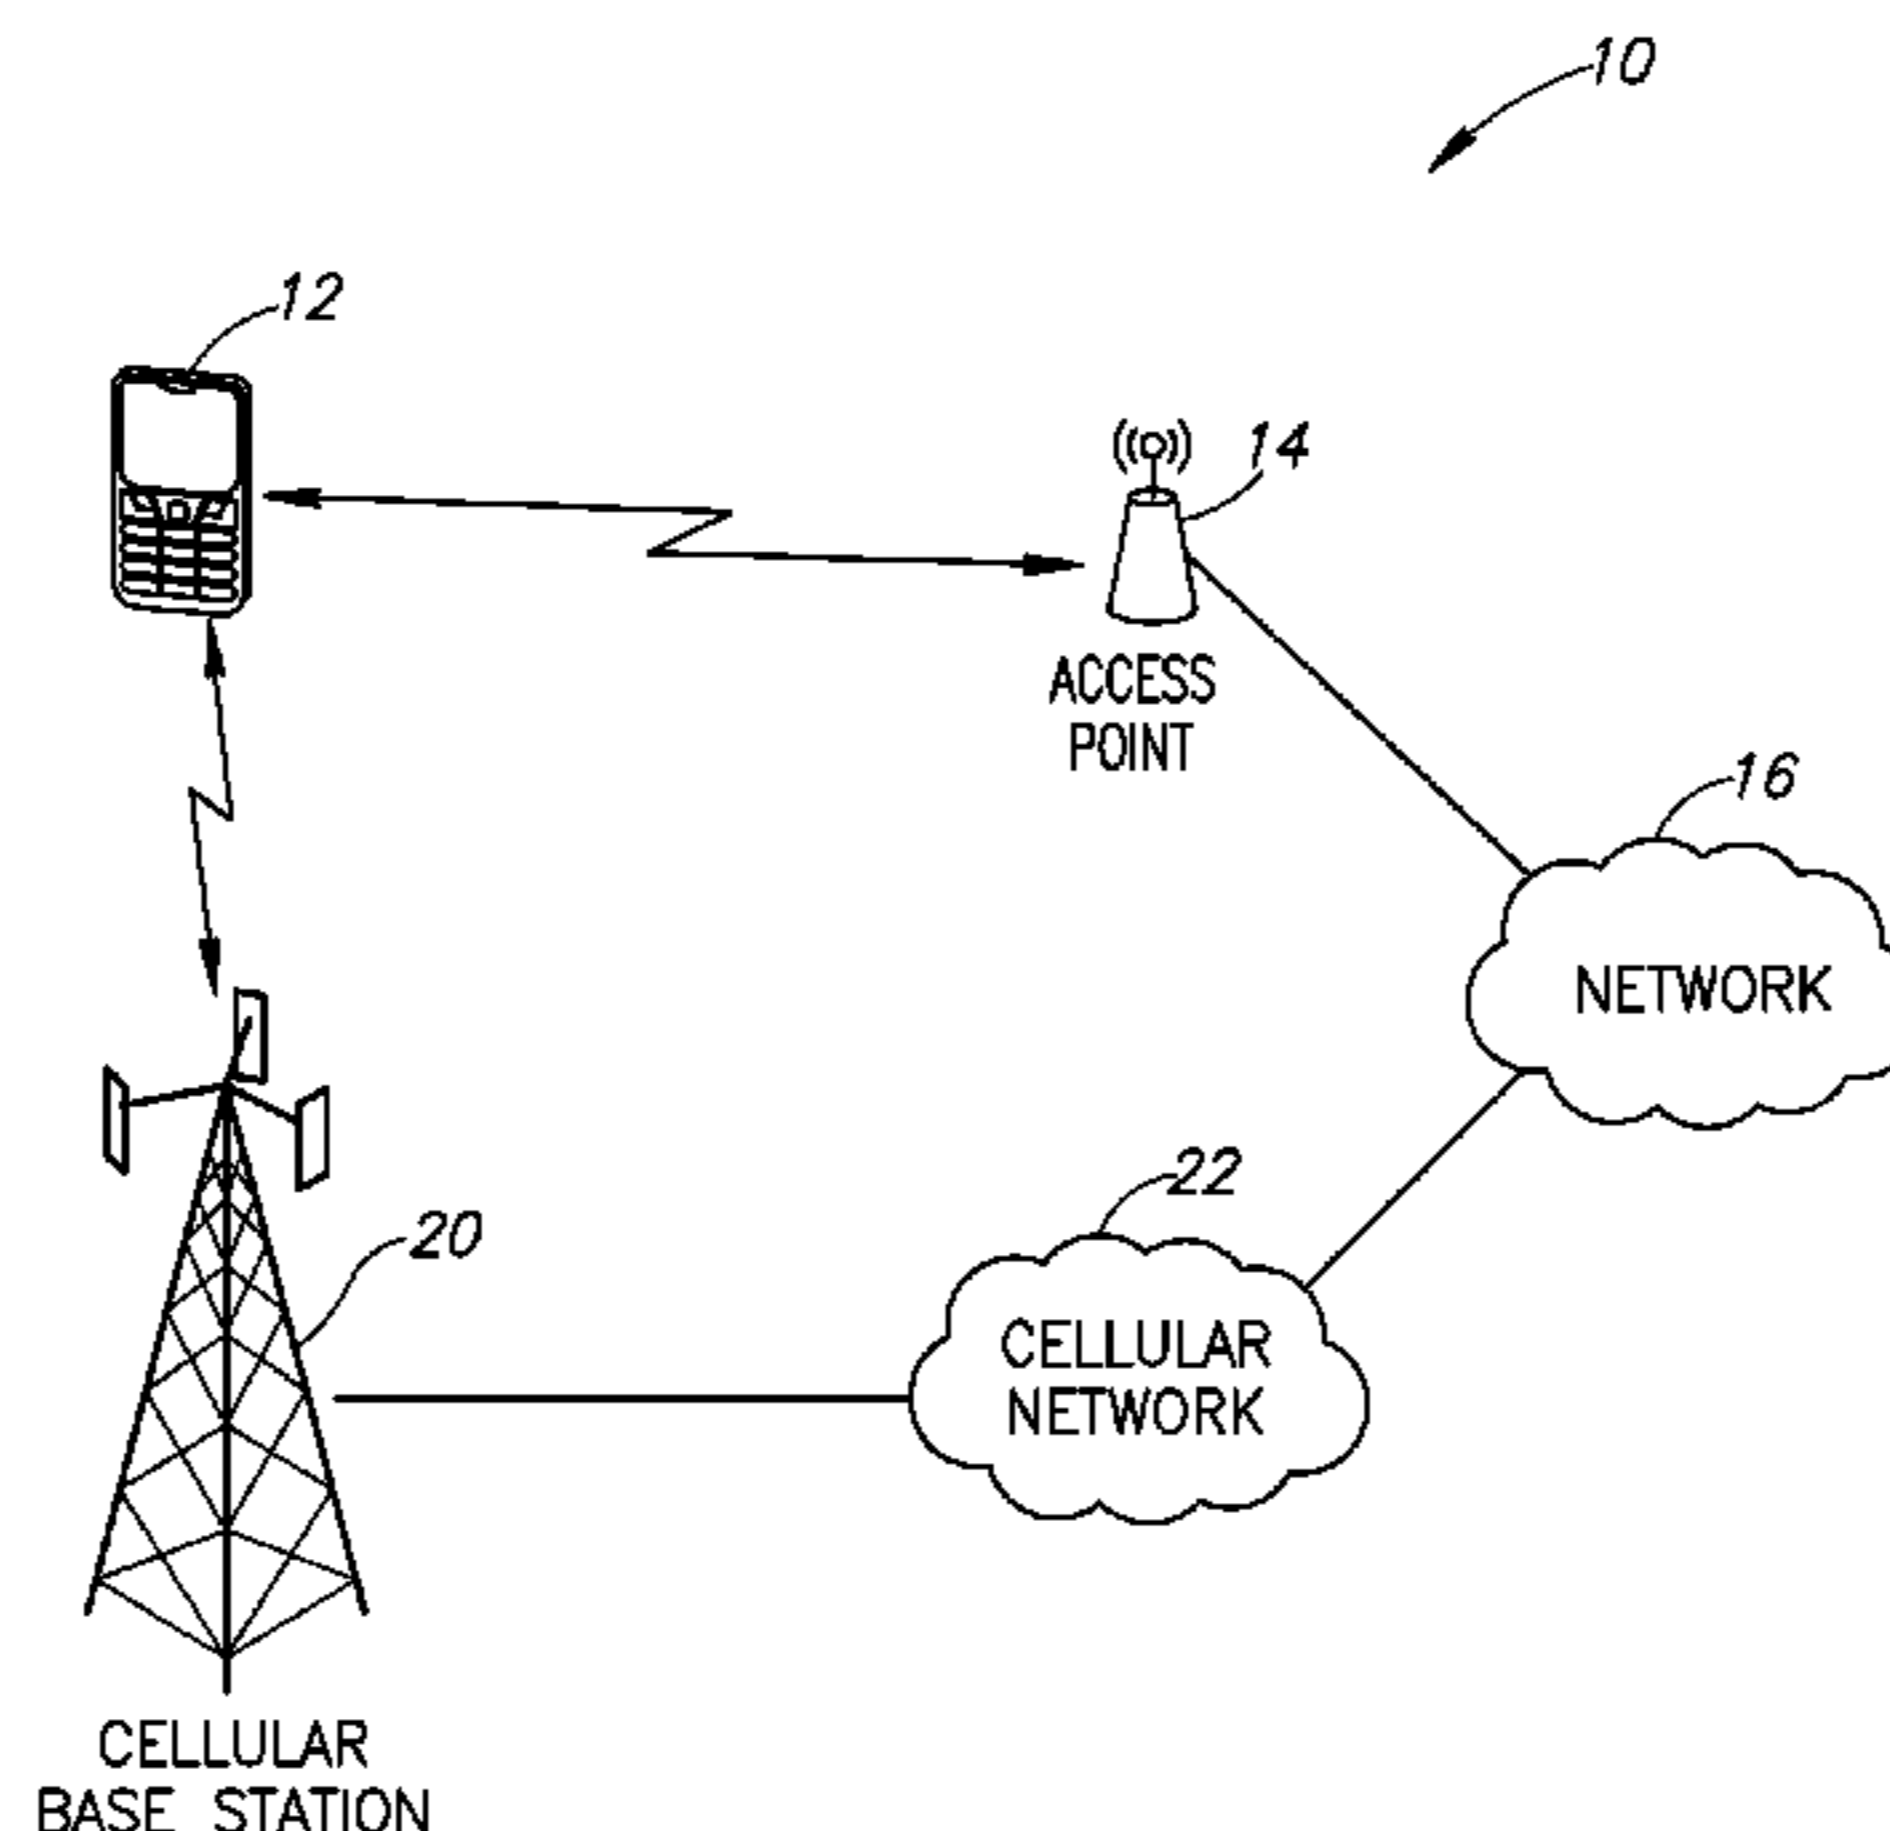 10
12
14
ACCESS
POINT
16
NETWORK
22
20
CELLULAR
NETWORK
CELLULAR
BASE STATION